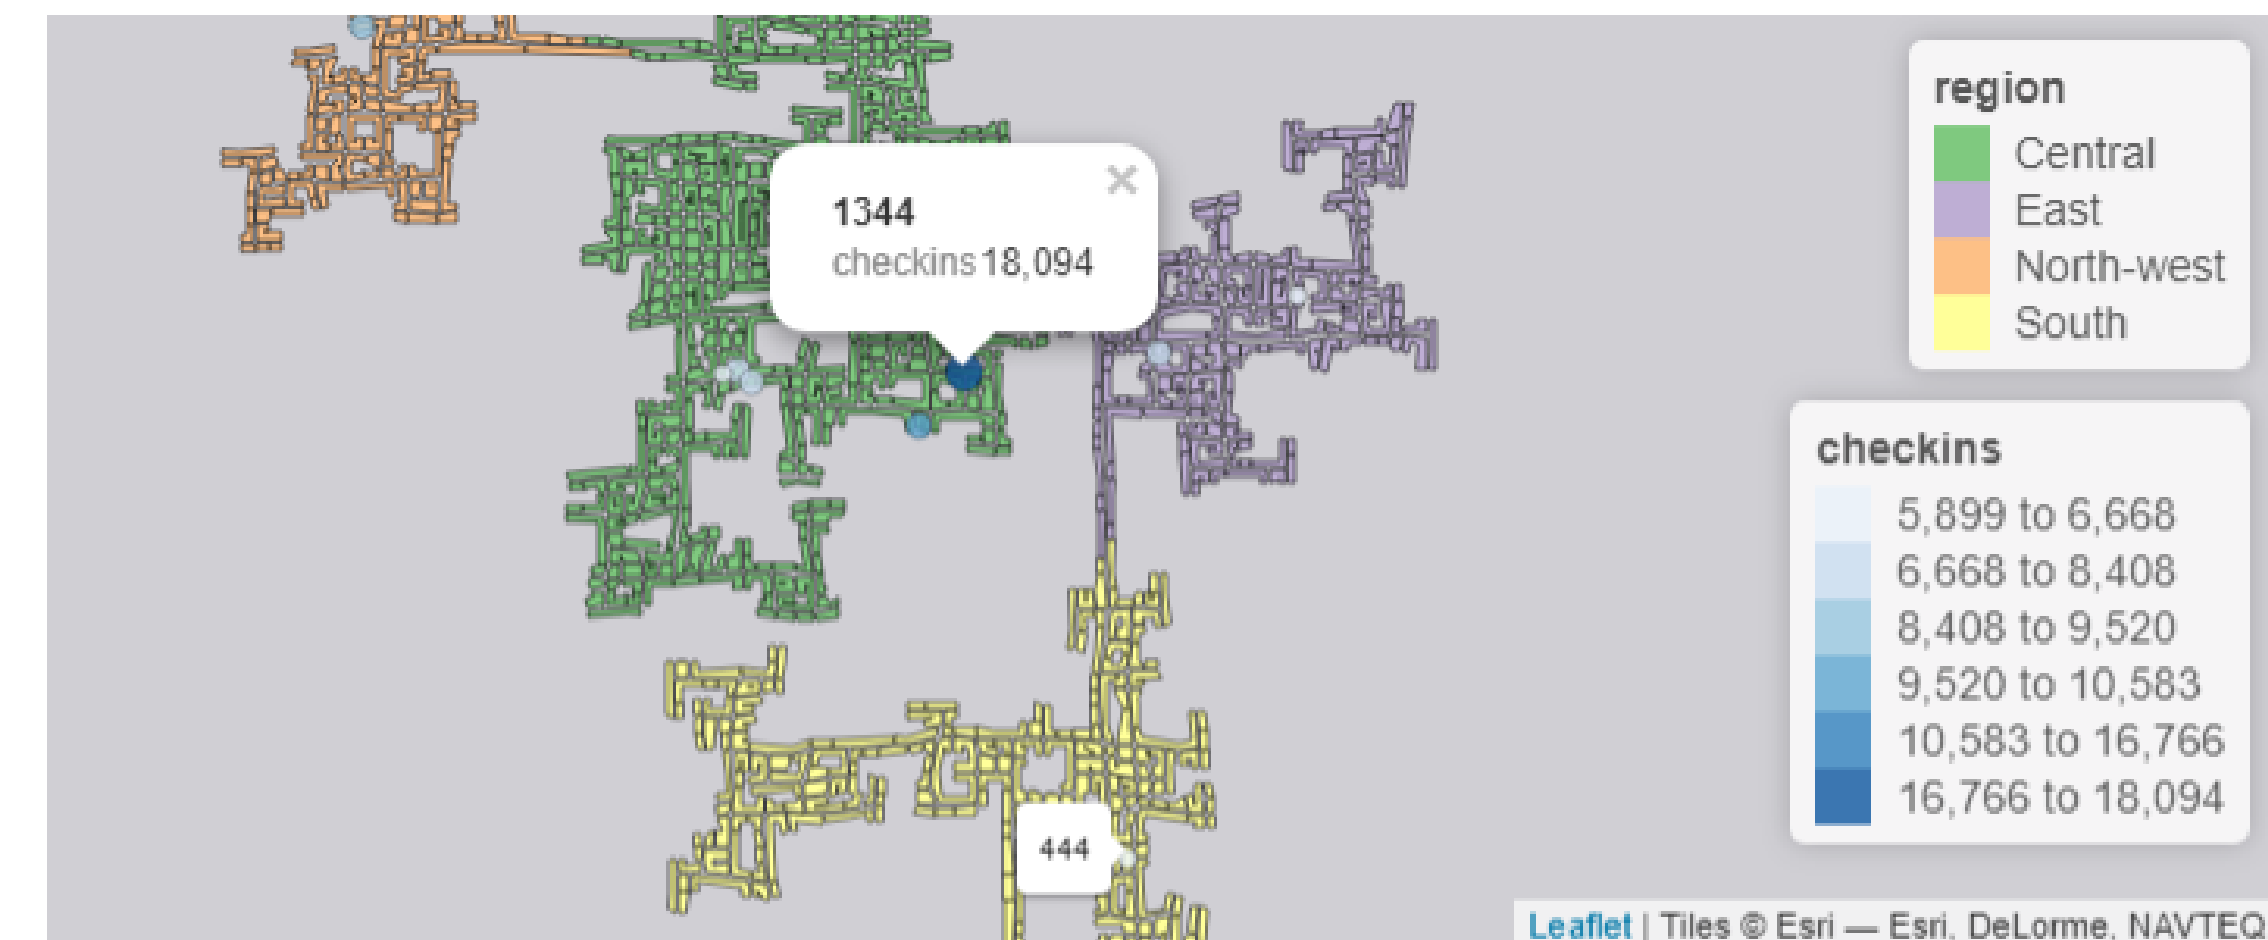 1344
checkins 18,094
444
region
Central
East
North-west
South
checkins
5,899 to 6,668
6,668 to 8,408
8,408 to 9,520
9,520 to 10,583
10,583 to 16,766
16,766 to 18,094
Leaflet | Tiles © Esri — Esri, DeLorme, NAVTEQ